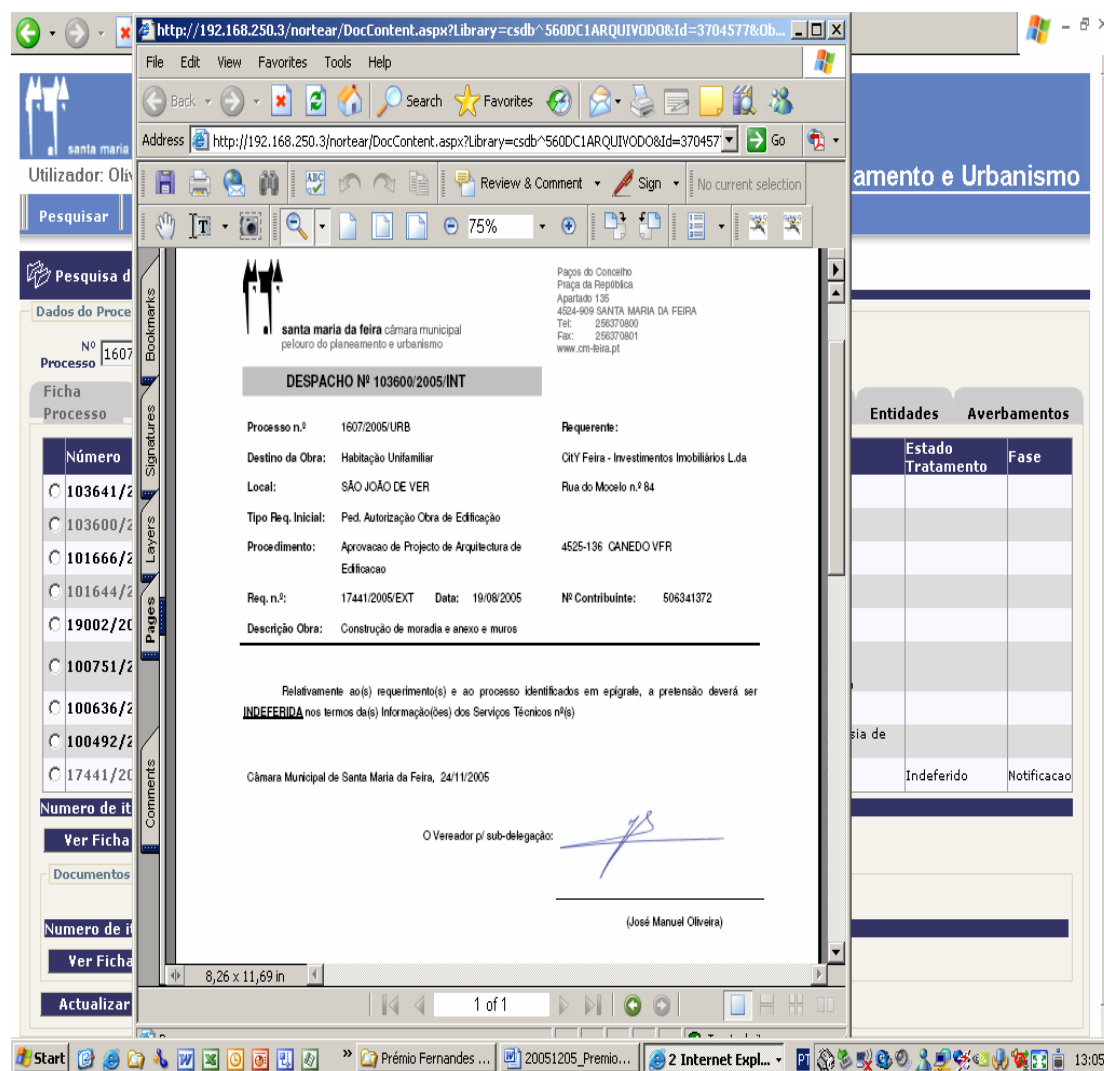 http://192.168.250.3/nortear/DocContent.aspx?Library=csdb^560DC1ARQUIVODO&Id=3704577&Ob...
File Edit View Favorites Tools Help
Back Search Favorites
Address http://192.168.250.3/nortear/DocContent.aspx?Library=csdb^560DC1ARQUIVODO&Id=370457 Go
santa maria
Utilizador:
amento e Urbanismo
Review & Comment Sign No current selection
Pesquisar
75%
Pesquisa d
Dados do Proce
Nº Processo 1607
Ficha Processo
Entidades Averbamentos
Número
Estado Tratamento
Fase
103641/2
103600/2
101666/2
101644/2
19002/20
100751/2
100636/2
100492/2
sia de
17441/20
Indeferido Notificacao
Numero de it
Ver Ficha
Documentos
Numero de it
Ver Ficha
Actualizar
Bookmarks
Signatures
Layers
Pages
Comments
santa maria da feira câmara municipal
pelouro do planeamento e urbanismo
Paços do Concelho
Praça da República
Apartado 135
4524-909 SANTA MARIA DA FEIRA
Tel: 256370800
Fax: 256370801
www.cm-feira.pt
DESPACHO Nº 103600/2005/INT
Processo n.º 1607/2005/URB Requerente:
Destino da Obra: Habitação Unifamiliar CitY Feira - Investimentos Imobiliários L.da
Local: SÃO JOÃO DE VER Rua do Mocelo n.º 84
Tipo Req. Inicial: Ped. Autorização Obra de Edificação
Procedimento: Aprovacao de Projecto de Arquitectura de 4525-136 CANEDO VFR
Edificacao
Req. n.º: 17441/2005/EXT Data: 19/08/2005 Nº Contribuinte: 506341372
Descrição Obra: Construção de moradia e anexo e muros
Relativamente ao(s) requerimento(s) e ao processo identificados em epígrafe, a pretensão deverá ser
INDEFERIDA nos termos da(s) Informação(ões) dos Serviços Técnicos nº(s)
Câmara Municipal de Santa Maria da Feira, 24/11/2005
O Vereador p/ sub-delegação:
(José Manuel Oliveira)
8,26 x 11,69 in
1 of 1
Start
Prémio Fernandes ...
20051205_Premio...
2 Internet Expl...
PT
13:05